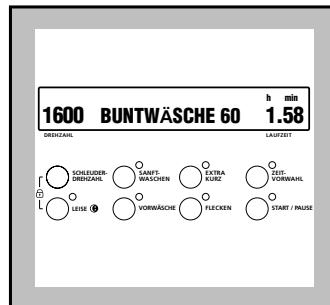 h min
1600 BUNTWÄSCHE 60 1.58
DREHZAHL LAUFZEIT
SCHLEUDER-
DREHZAHL
SANFT-
WASCHEN
EXTRA
KURZ
ZEIT-
VORWAHL
LEISE
VORWÄSCHE
FLECKEN
START / PAUSE